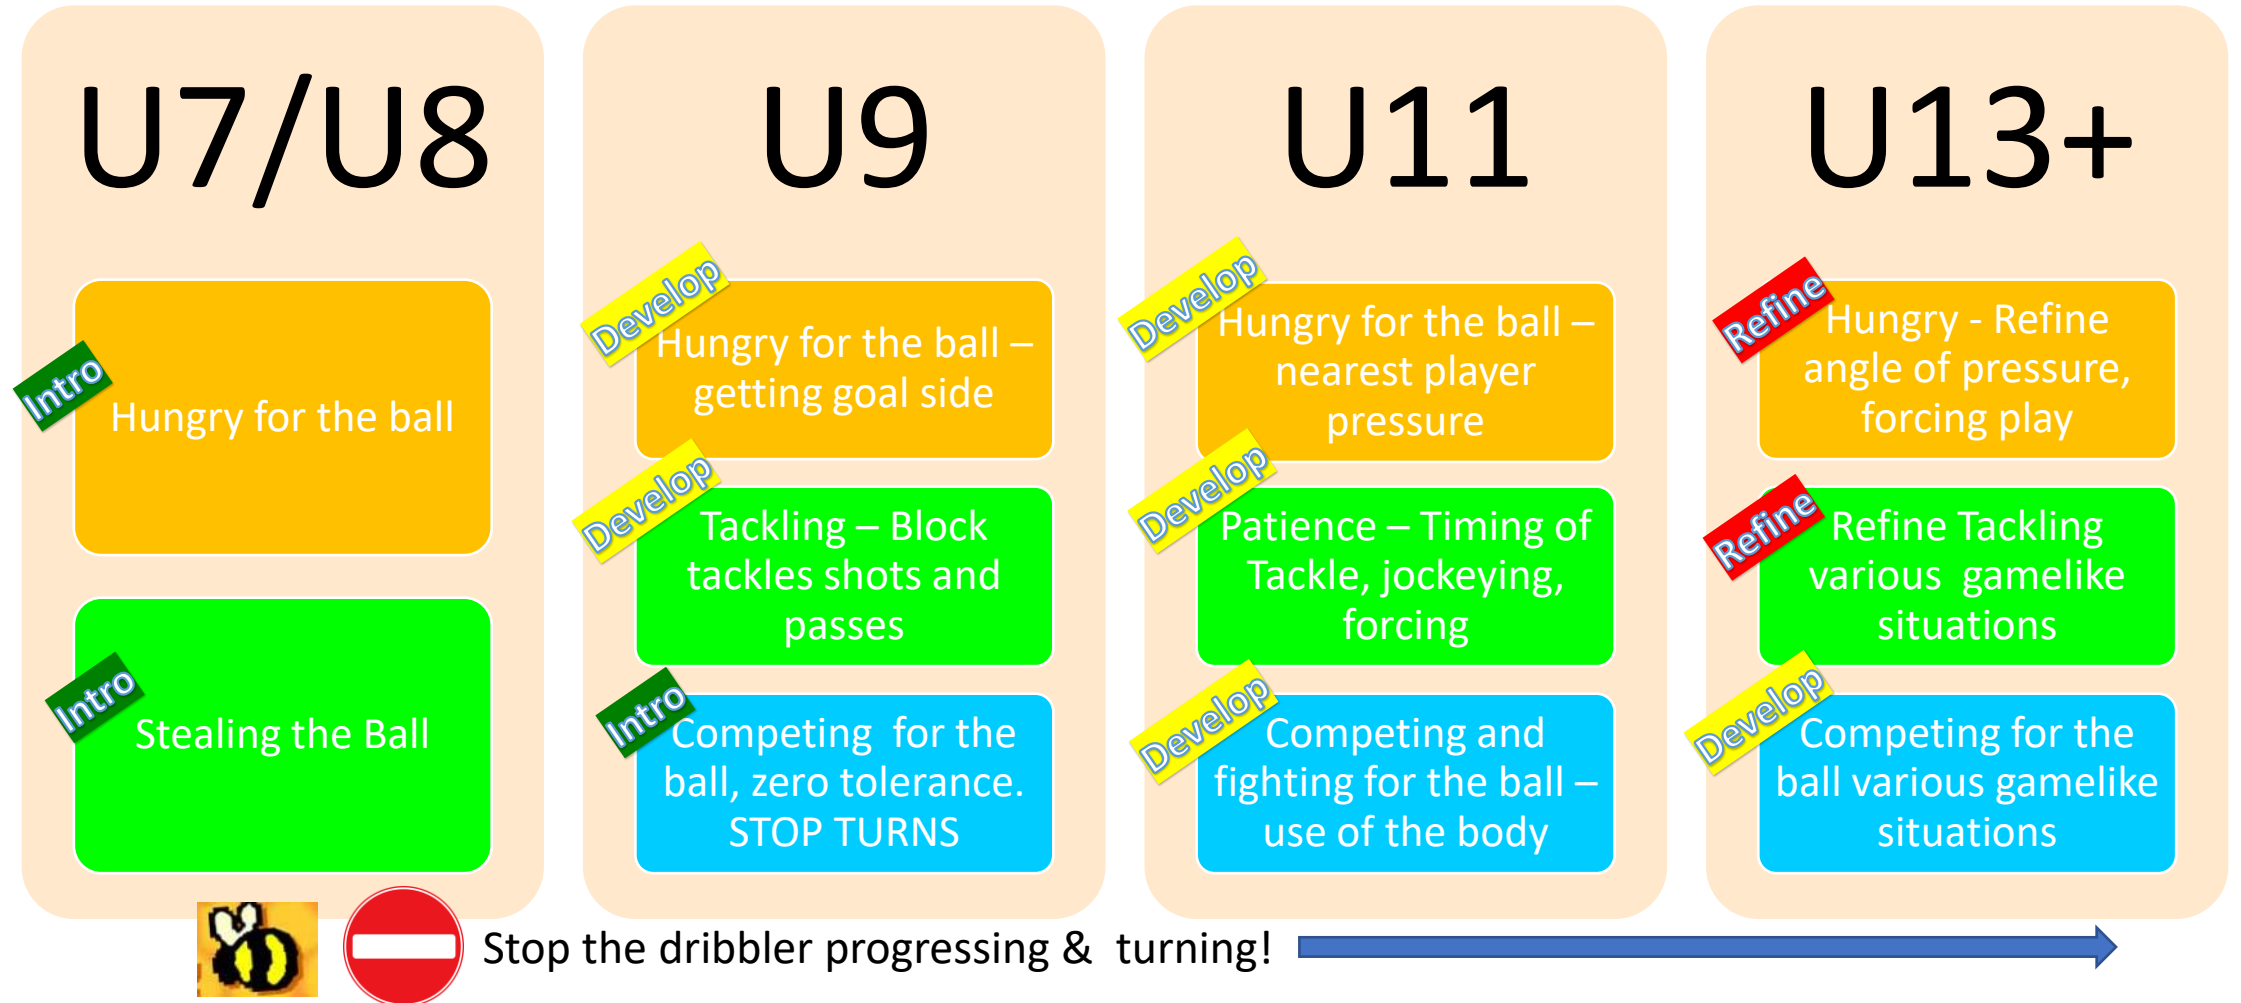 U7/U8
Intro
Hungry for the ball
Intro
Stealing the Ball
U9
Develop
Hungry for the ball –
getting goal side
Develop
Tackling – Block
tackles shots and
passes
Intro
Competing  for the
ball, zero tolerance.
STOP TURNS
U11
Develop
Hungry for the ball –
nearest player
pressure
Develop
Patience – Timing of
Tackle, jockeying,
forcing
Develop
Competing and
fighting for the ball –
use of the body
U13+
Refine
Hungry - Refine
angle of pressure,
forcing play
Refine
Refine Tackling
various  gamelike
situations
Develop
Competing for the
ball various gamelike
situations
Stop the dribbler progressing &  turning!